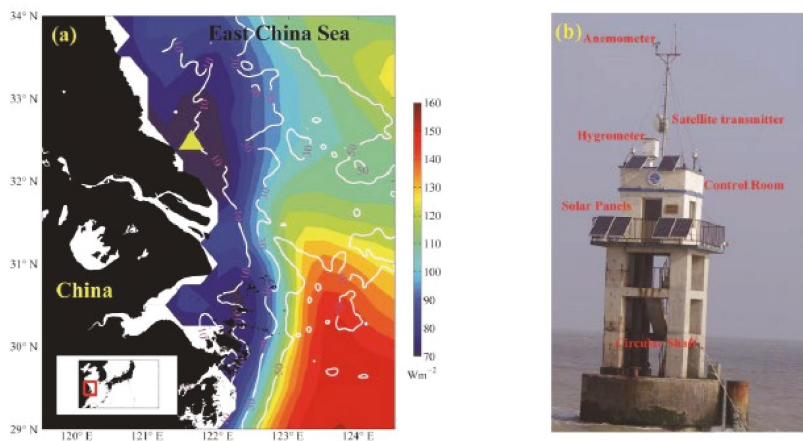 (a)
East China Sea
China
34° N
33° N
32° N
31° N
30° N
29° N
120° E
121° E
122° E
123° E
124° E
160
150
140
130
120
110
100
90
80
70
Wm⁻²
(b)
Anemometer
Satellite transmitter
Hygrometer
Control Room
Solar Panels
Circular Shaft